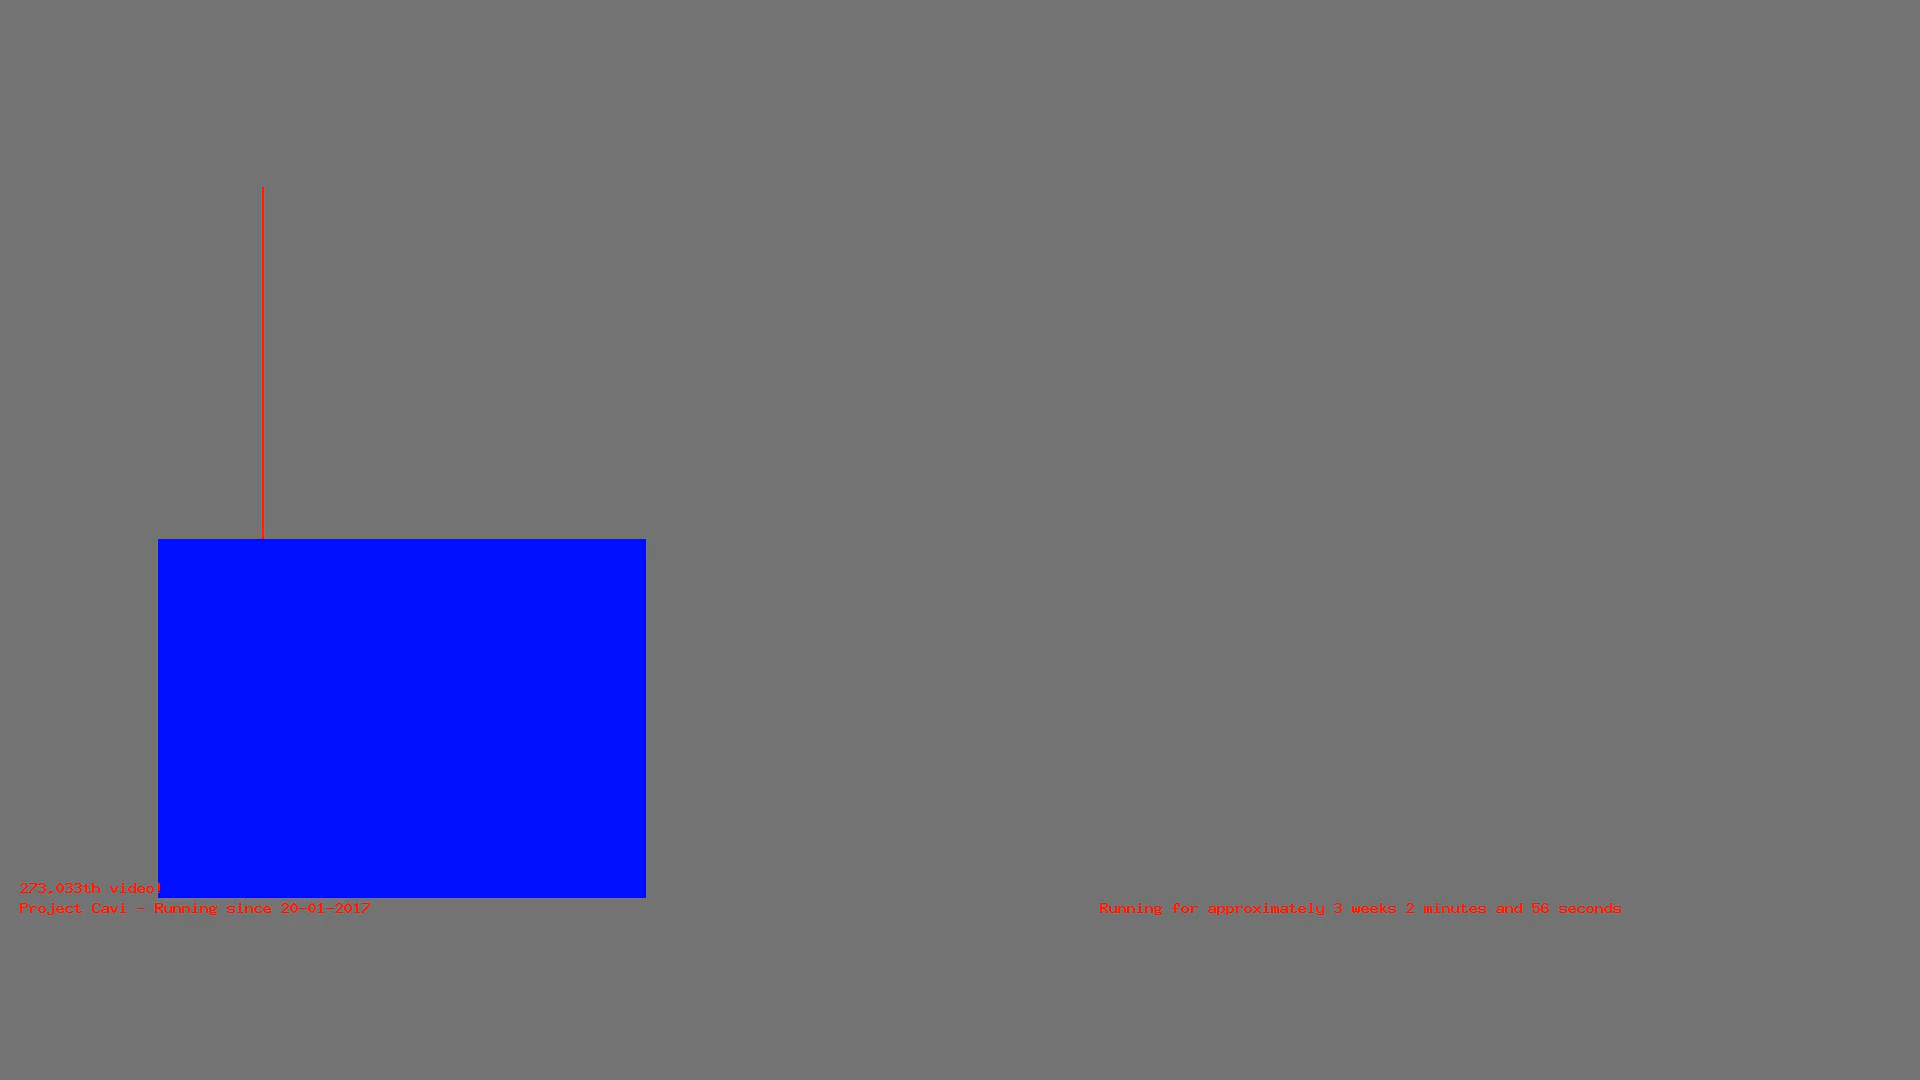 273,033th video!
Project Cavi - Running since 20-01-2017
Running for approximately 3 weeks 2 minutes and 56 seconds